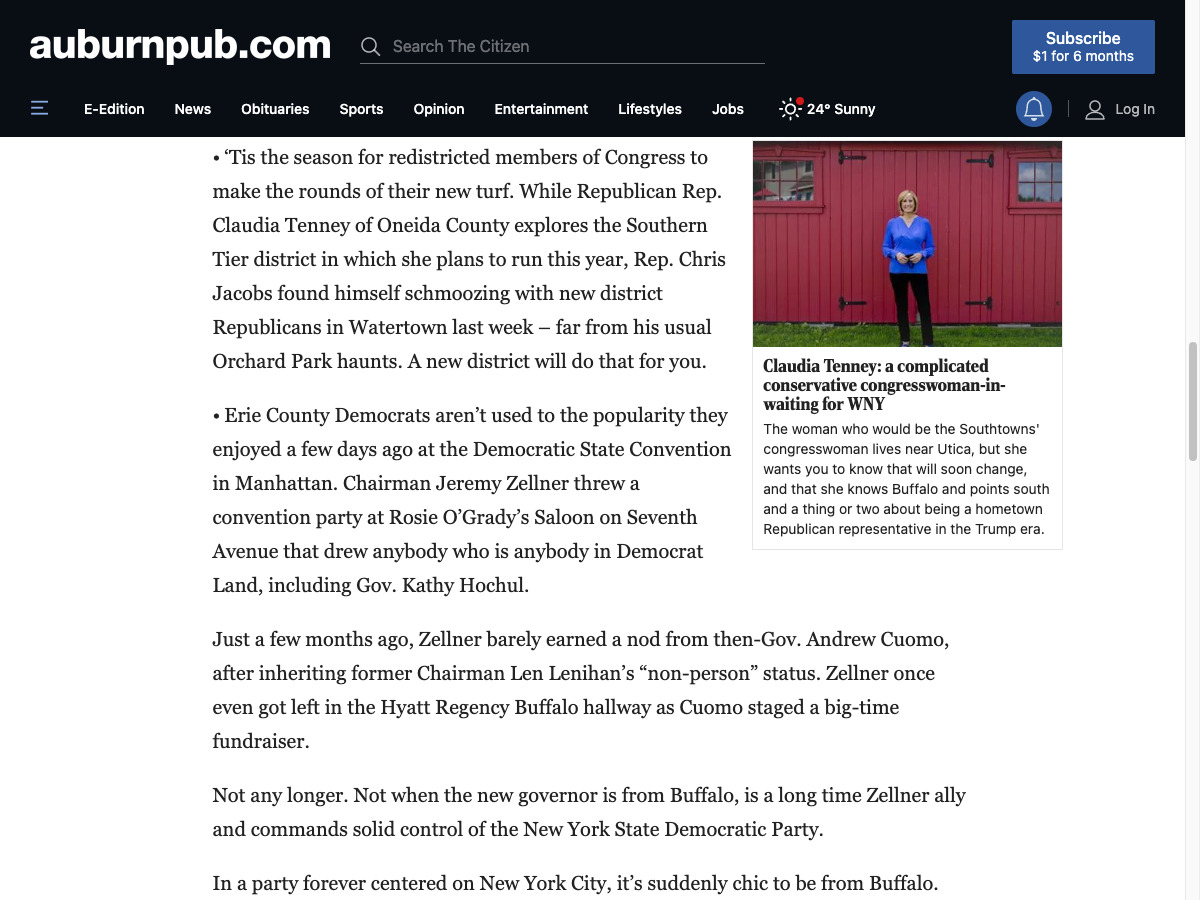 auburnpub.com
Search The Citizen
Subscribe
$1 for 6 months
E-Edition
News
Obituaries
Sports
Opinion
Entertainment
Lifestyles
Jobs
24° Sunny
Log In
• ‘Tis the season for redistricted members of Congress to
make the rounds of their new turf. While Republican Rep.
Claudia Tenney of Oneida County explores the Southern
Tier district in which she plans to run this year, Rep. Chris
Jacobs found himself schmoozing with new district
Republicans in Watertown last week – far from his usual
Orchard Park haunts. A new district will do that for you.
Claudia Tenney: a complicated
conservative congresswoman-in-
waiting for WNY
The woman who would be the Southtowns'
congresswoman lives near Utica, but she
wants you to know that will soon change,
and that she knows Buffalo and points south
and a thing or two about being a hometown
Republican representative in the Trump era.
• Erie County Democrats aren’t used to the popularity they
enjoyed a few days ago at the Democratic State Convention
in Manhattan. Chairman Jeremy Zellner threw a
convention party at Rosie O’Grady’s Saloon on Seventh
Avenue that drew anybody who is anybody in Democrat
Land, including Gov. Kathy Hochul.
Just a few months ago, Zellner barely earned a nod from then-Gov. Andrew Cuomo,
after inheriting former Chairman Len Lenihan’s “non-person” status. Zellner once
even got left in the Hyatt Regency Buffalo hallway as Cuomo staged a big-time
fundraiser.
Not any longer. Not when the new governor is from Buffalo, is a long time Zellner ally
and commands solid control of the New York State Democratic Party.
In a party forever centered on New York City, it’s suddenly chic to be from Buffalo.